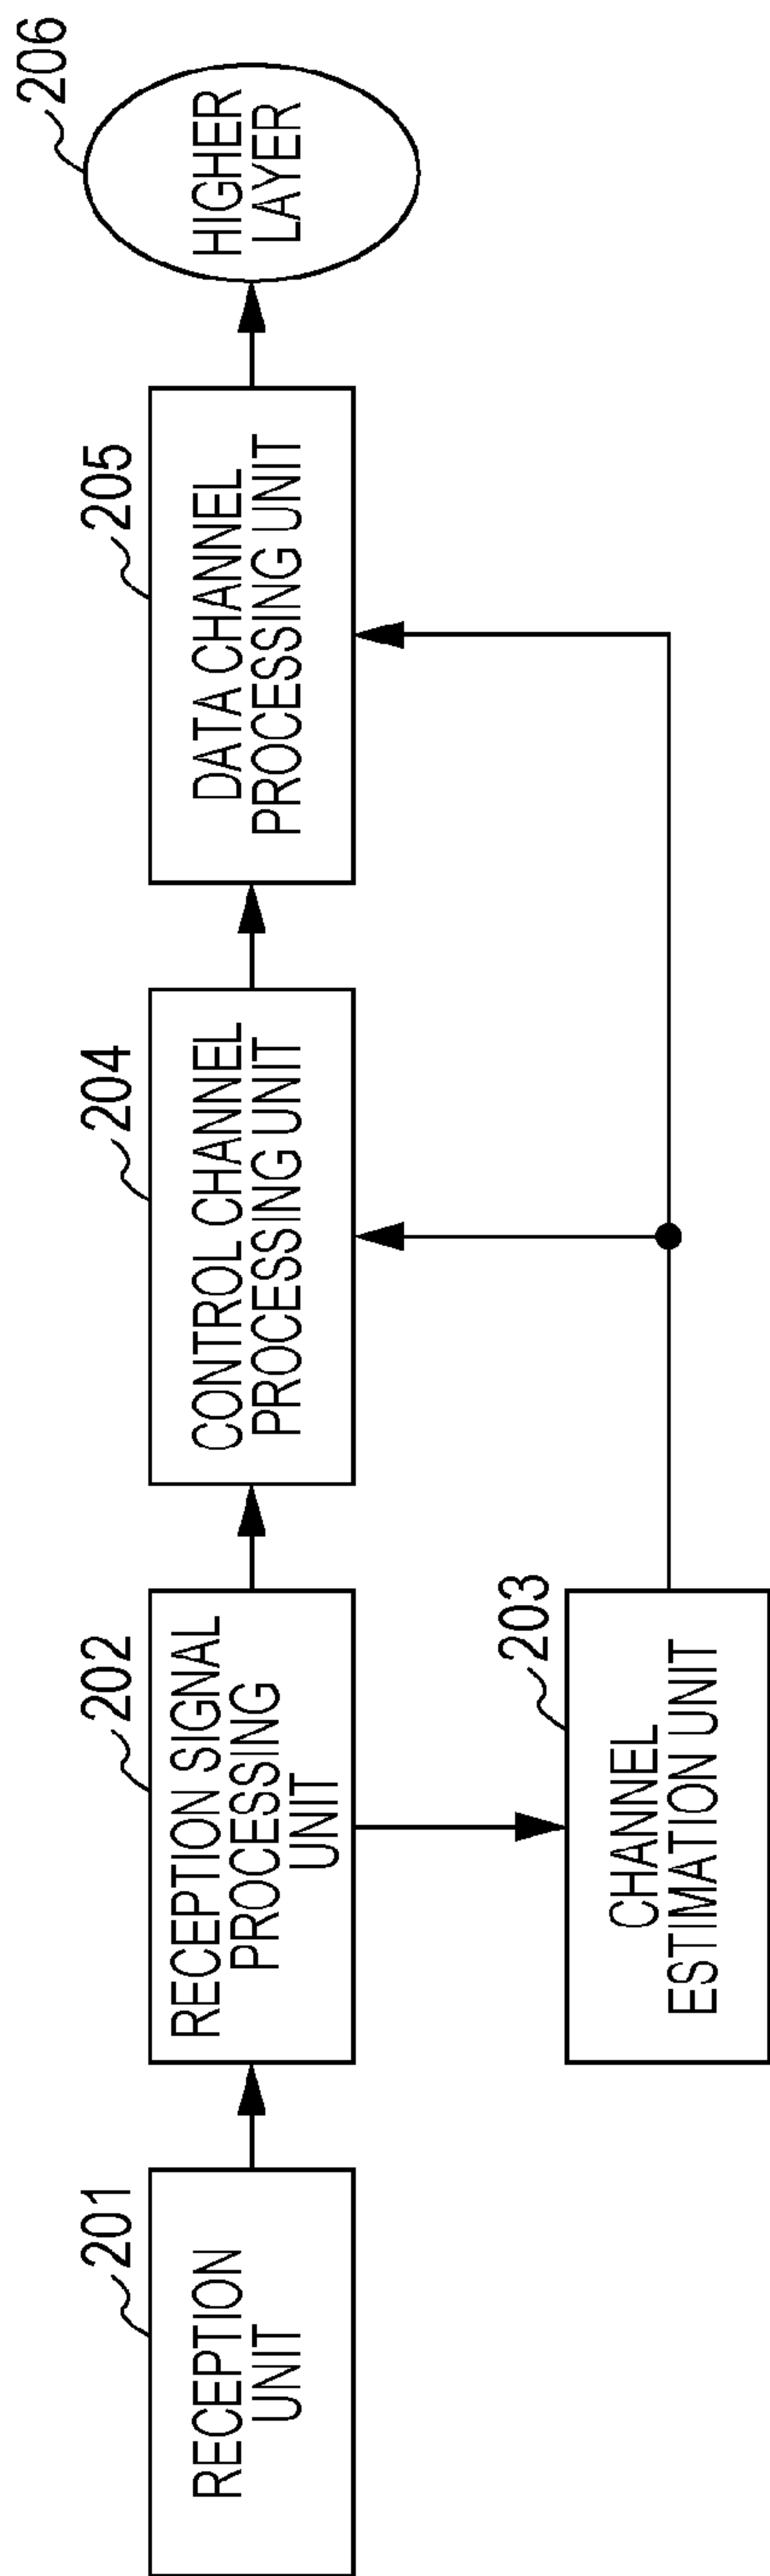 201
RECEPTION
UNIT
202
RECEPTION SIGNAL
PROCESSING
UNIT
203
CHANNEL
ESTIMATION UNIT
204
CONTROL CHANNEL
PROCESSING UNIT
205
DATA CHANNEL
PROCESSING UNIT
206
HIGHER
LAYER